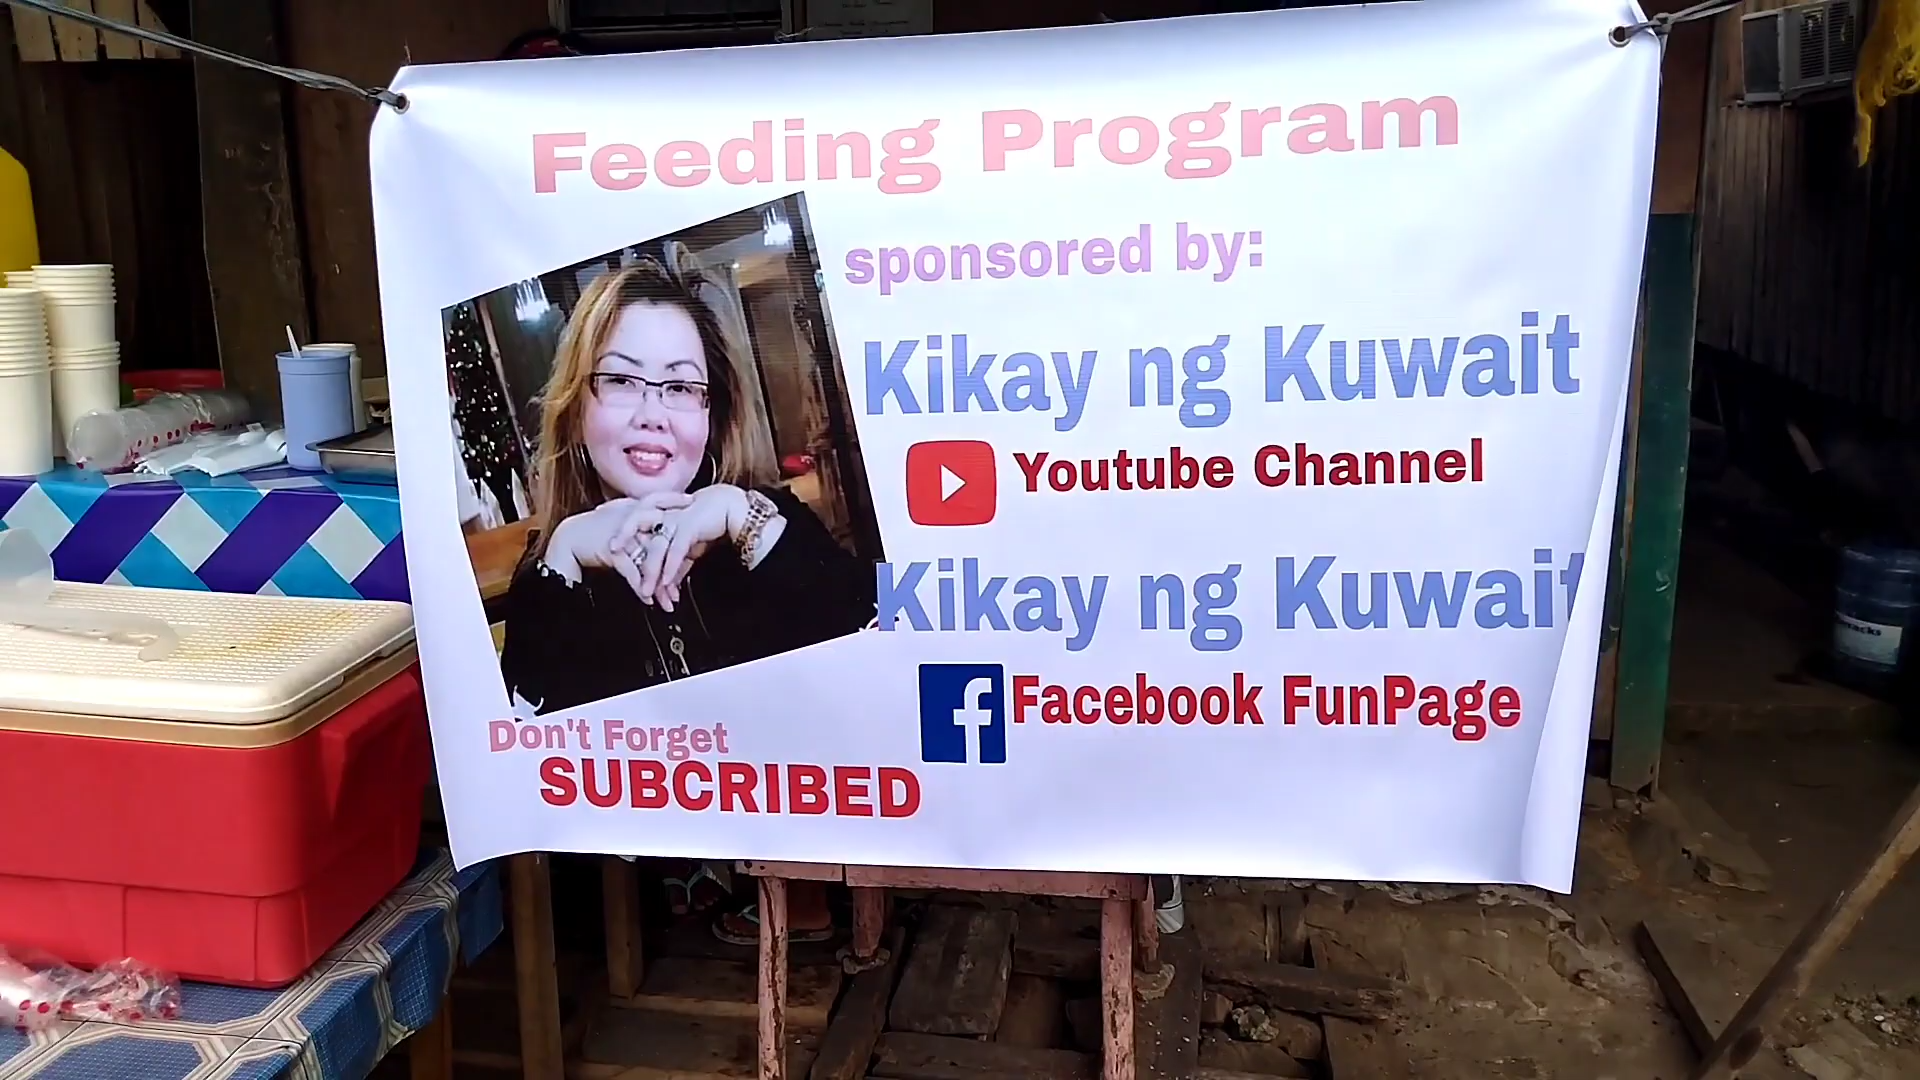 Feeding Program
sponsored by:
Kikay ng Kuwait
Youtube Channel
Kikay ng Kuwait
Facebook FunPage
Don't Forget
SUBCRIBED